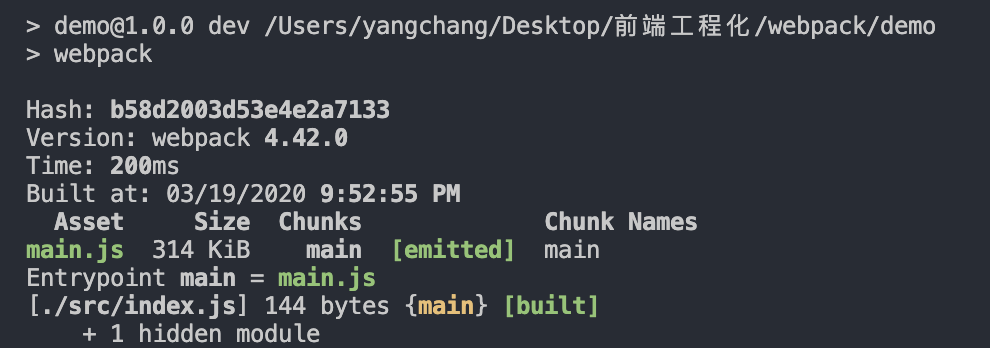 > demo@1.0.0 dev /Users/yangchang/Desktop/前端工程化/webpack/demo
> webpack
Hash: b58d2003d53e4e2a7133
Version: webpack 4.42.0
Time: 200ms
Built at: 03/19/2020 9:52:55 PM
Asset Size Chunks Chunk Names
main.js 314 KiB main [emitted] main
Entrypoint main = main.js
[./src/index.js] 144 bytes {main} [built]
+ 1 hidden module